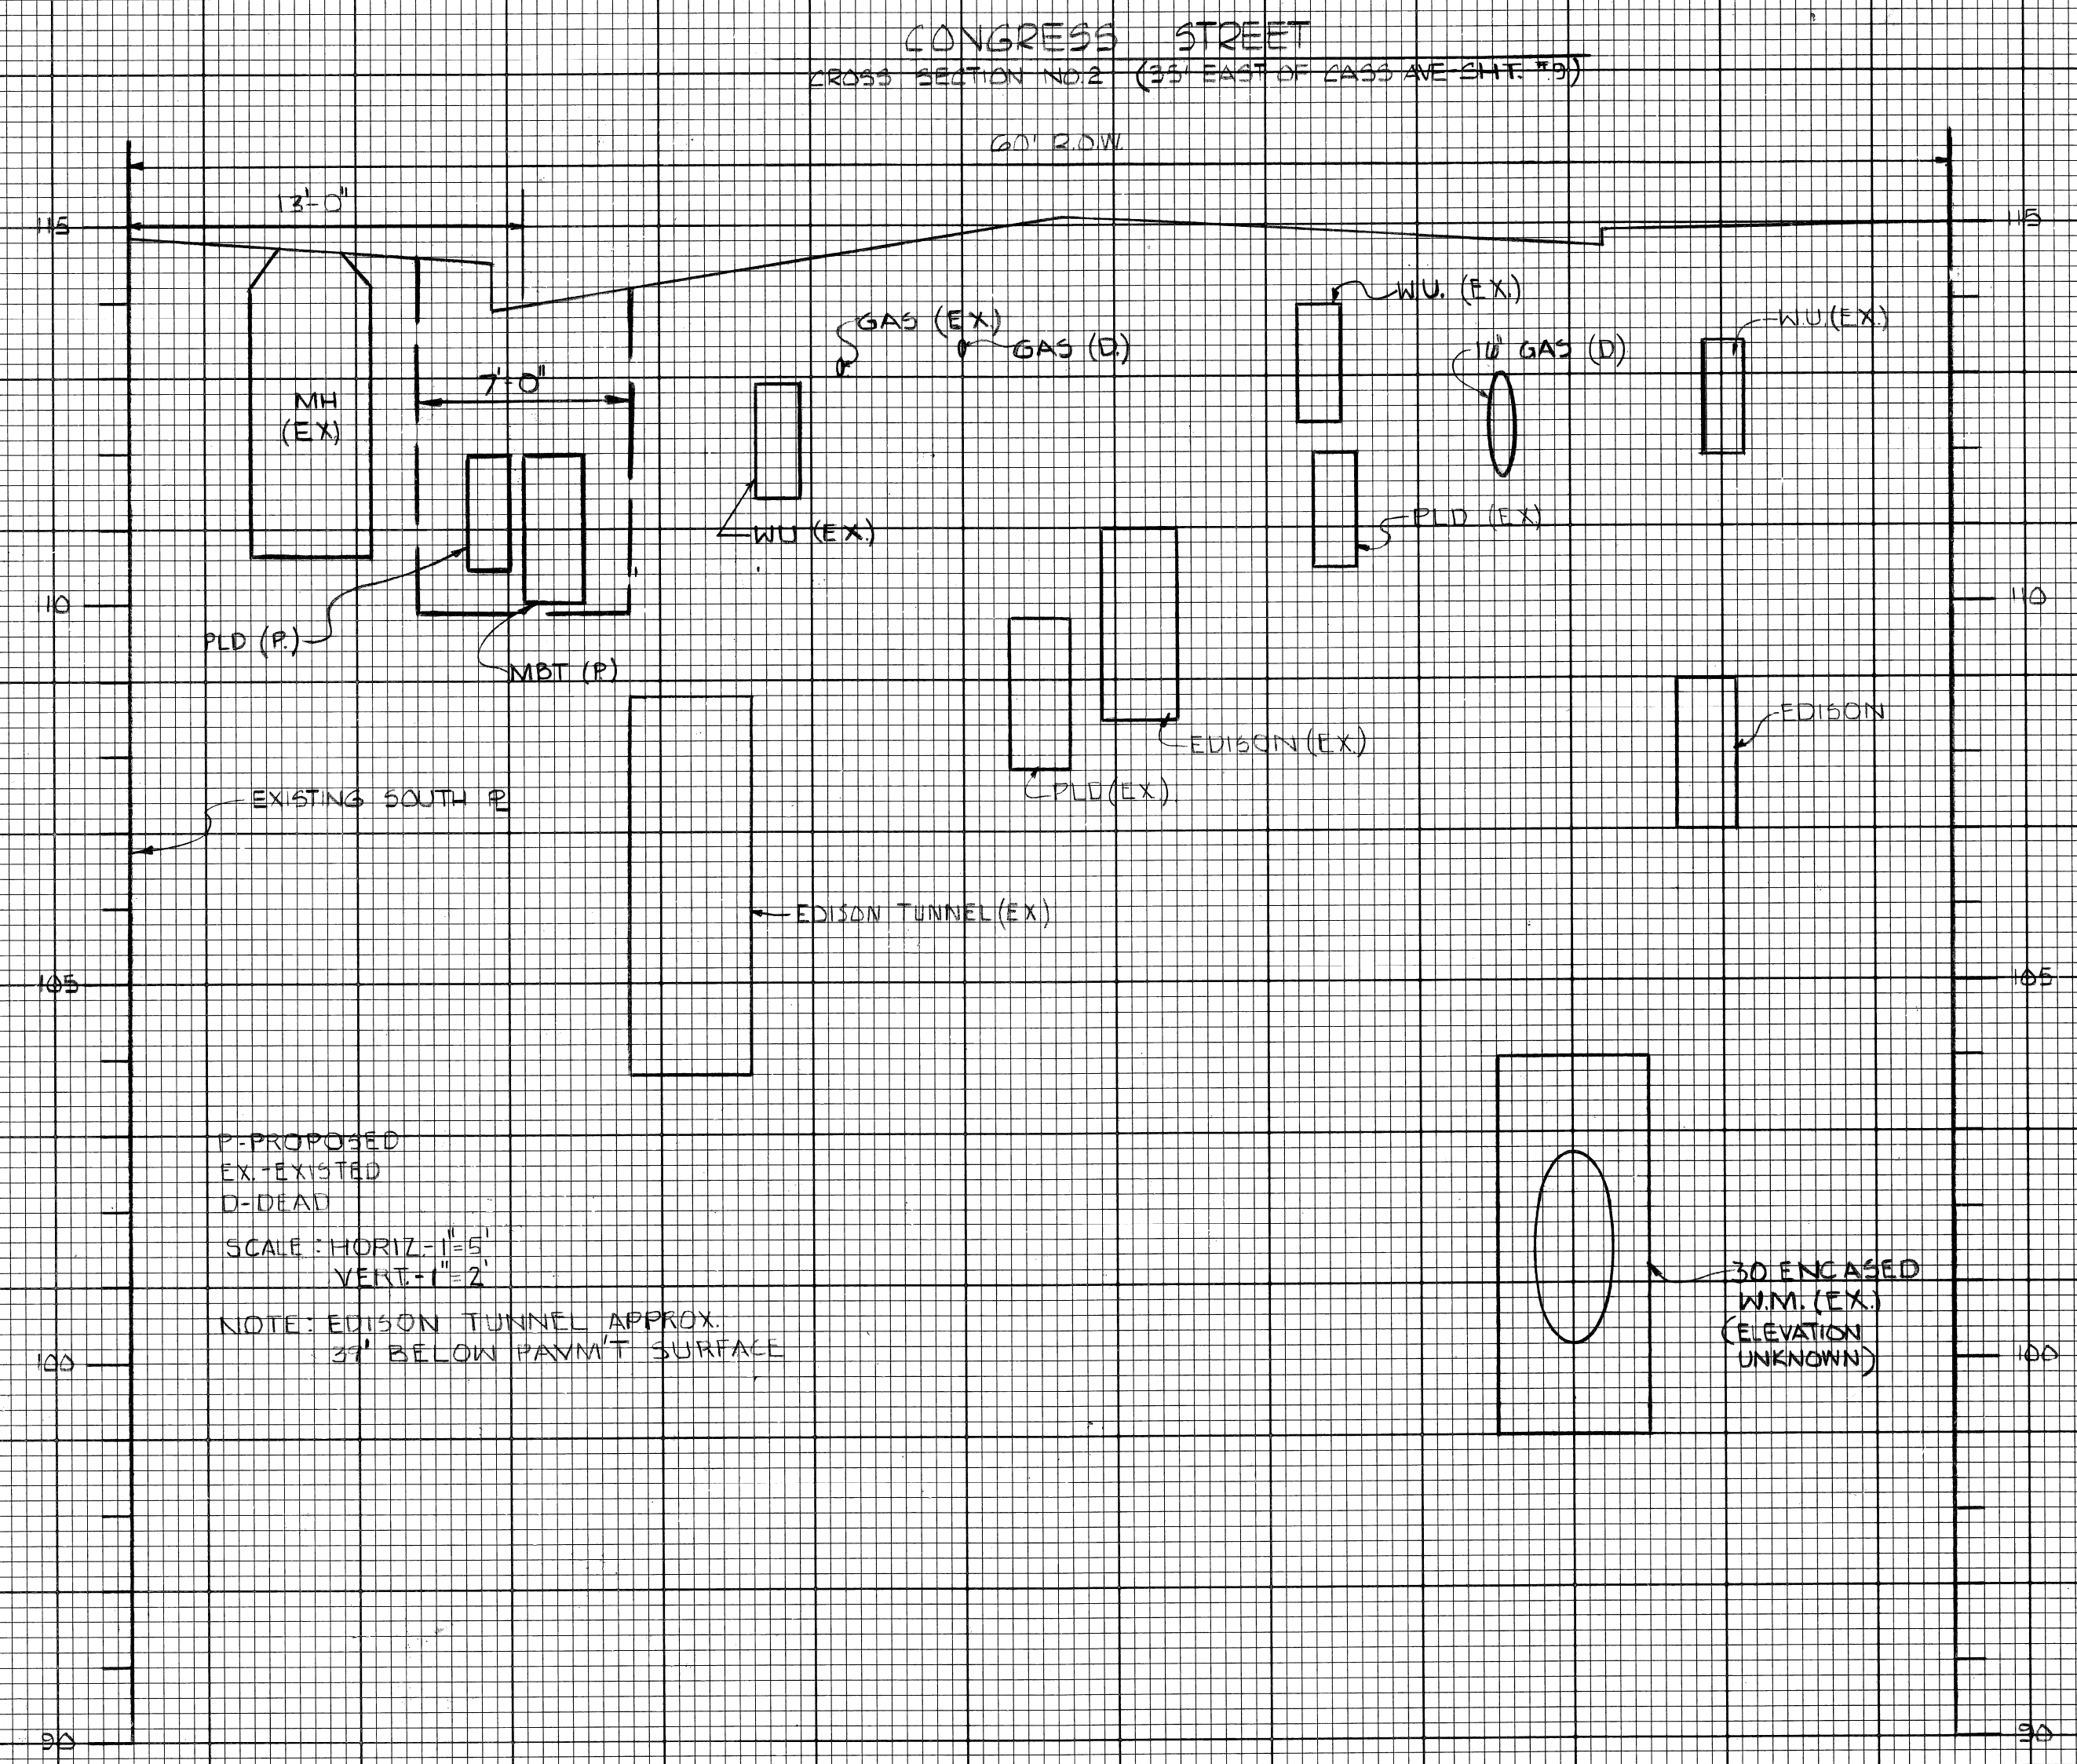 CONGRESS STREET
CROSS SECTION NO.2 (35' EAST OF CASS AVE-SHT. #9)
60' R.O.W.
13'-0"
115
115
W.U. (EX.)
GAS (EX.)
GAS (D.)
W.U.(EX.)
GAS (D)
7'-0"
MH
(EX)
PLD (EX)
WU (EX.)
110
110
PLD (P.)
MBT (P.)
EDISON
EDISON (EX.)
PLD (EX.)
EXISTING SOUTH PL
EDISON TUNNEL (EX.)
105
105
P-PROPOSED
EX.-EXISTED
D-DEAD
SCALE : HORIZ.-1"=5'
VERT.-1"=2'
30 ENCASED
W.M. (EX.)
(ELEVATION
UNKNOWN)
NOTE: EDISON TUNNEL APPROX.
39' BELOW PAVM'T SURFACE
100
100
90
90